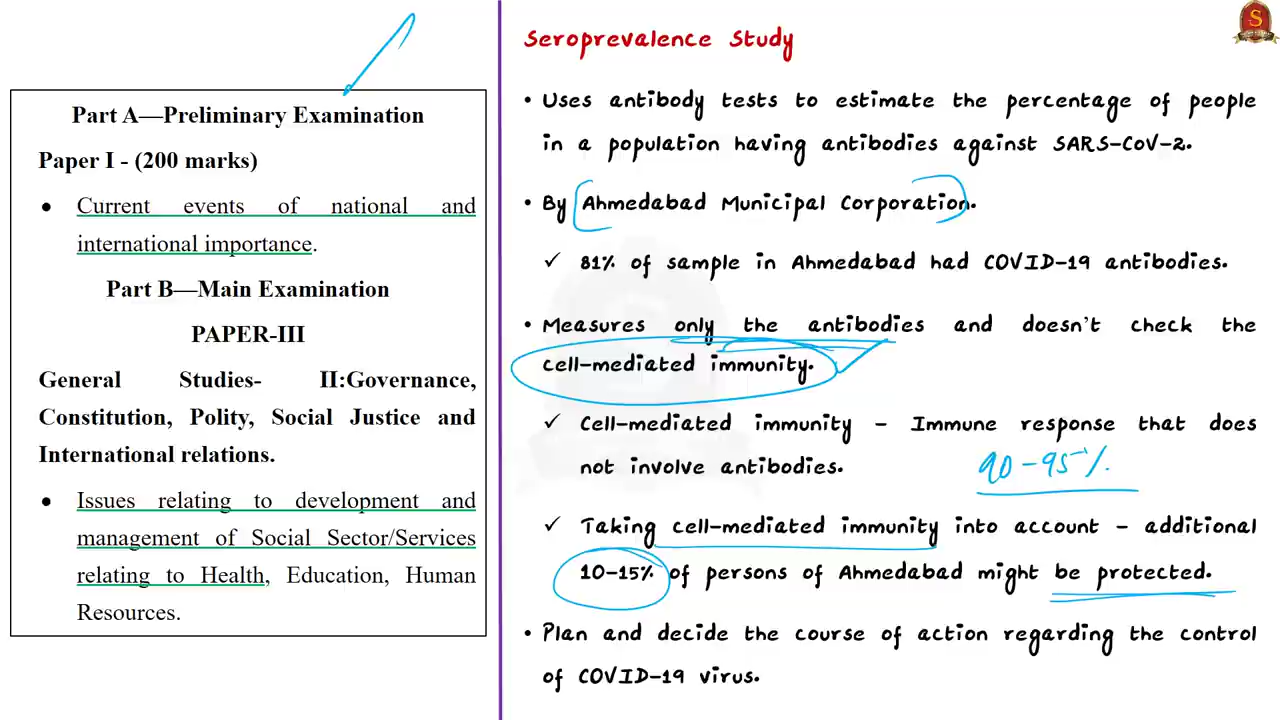 Part A—Preliminary Examination
Paper I - (200 marks)
● Current events of national and
international importance.
Part B—Main Examination
PAPER-III
General Studies- II:Governance,
Constitution, Polity, Social Justice and
International relations.
● Issues relating to development and
management of Social Sector/Services
relating to Health, Education, Human
Resources.
Seroprevalence Study
• Uses antibody tests to estimate the percentage of people
in a population having antibodies against SARS-CoV-2.
• By Ahmedabad Municipal Corporation.
✓ 81% of sample in Ahmedabad had COVID-19 antibodies.
• Measures only the antibodies and doesn't check the
cell-mediated immunity.
✓ Cell-mediated immunity - Immune response that does
not involve antibodies.
90-95%
✓ Taking cell-mediated immunity into account - additional
10-15% of persons of Ahmedabad might be protected.
• Plan and decide the course of action regarding the control
of COVID-19 virus.
S